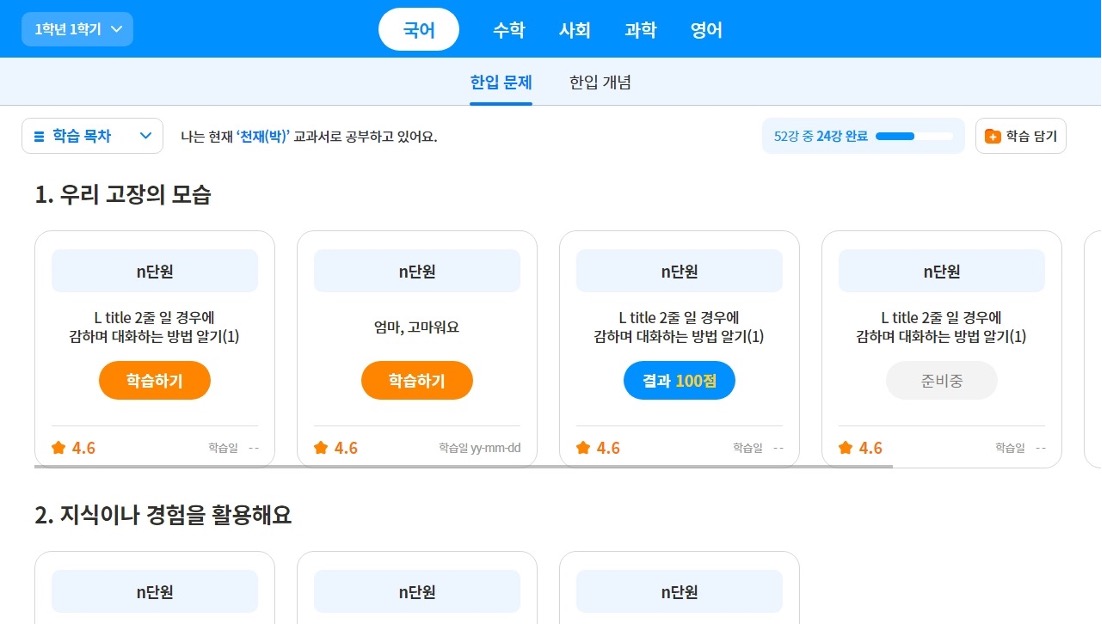 1학년 1학기
국어
수학
사회
과학
영어
한입 문제
한입 개념
학습 목차
나는 현재 ‘천재(박)’ 교과서로 공부하고 있어요.
52강 중 24강 완료
학습 담기
1. 우리 고장의 모습
n단원
L title 2줄 일 경우에
감하며 대화하는 방법 알기(1)
학습하기
4.6
학습일 --
n단원
엄마, 고마워요
학습하기
4.6
학습일 yy-mm-dd
n단원
L title 2줄 일 경우에
감하며 대화하는 방법 알기(1)
결과 100점
4.6
학습일 --
n단원
L title 2줄 일 경우에
감하며 대화하는 방법 알기(1)
준비중
4.6
학습일 --
2. 지식이나 경험을 활용해요
n단원
n단원
n단원